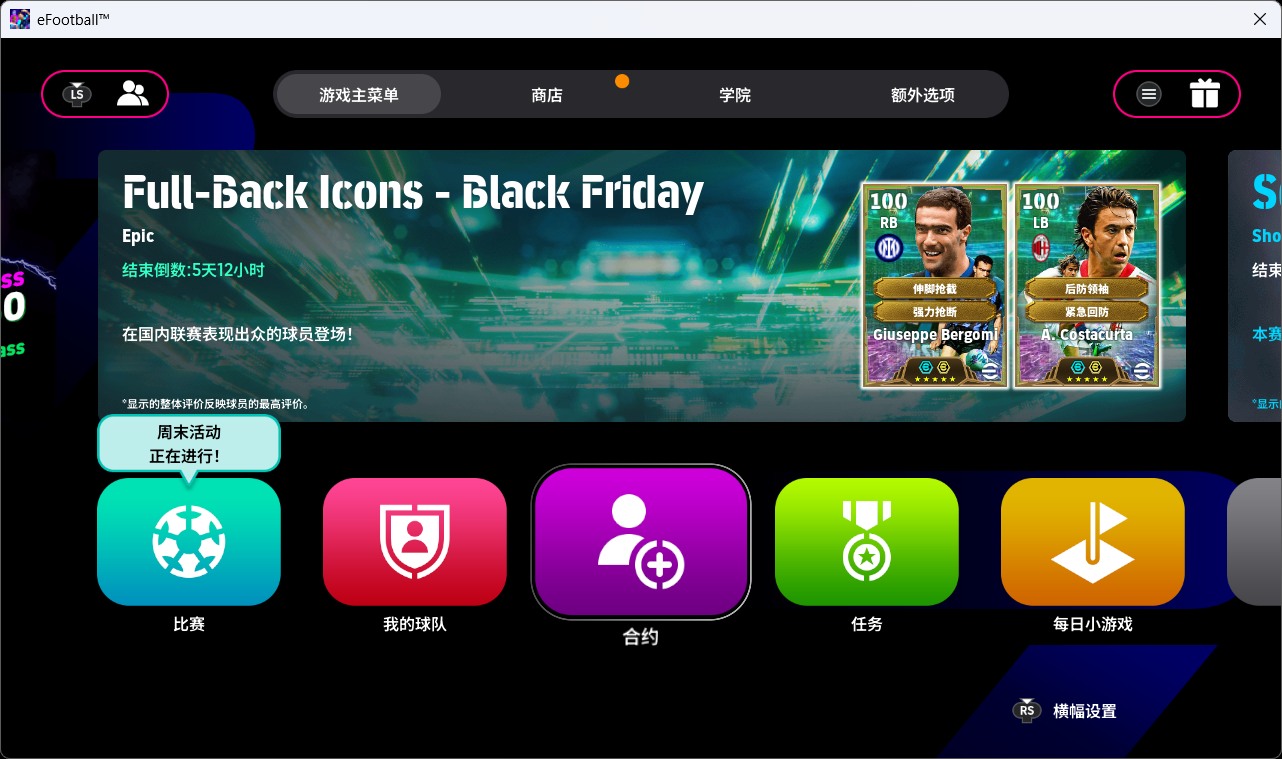 eFootball™
LS
游戏主菜单
商店
学院
额外选项
Full-Back Icons - Black Friday
Epic
结束倒数:5天12小时
在国内联赛表现出众的球员登场！
*显示的整体评价反映球员的最高评价。
100
RB
伸脚抢截
强力抢断
Giuseppe Bergomi
100
LB
后防领袖
紧急回防
A. Costacurta
Sho
结束
本赛
*显示
ass
0
ass
周末活动
正在进行！
比赛
我的球队
合约
任务
每日小游戏
RS
横幅设置